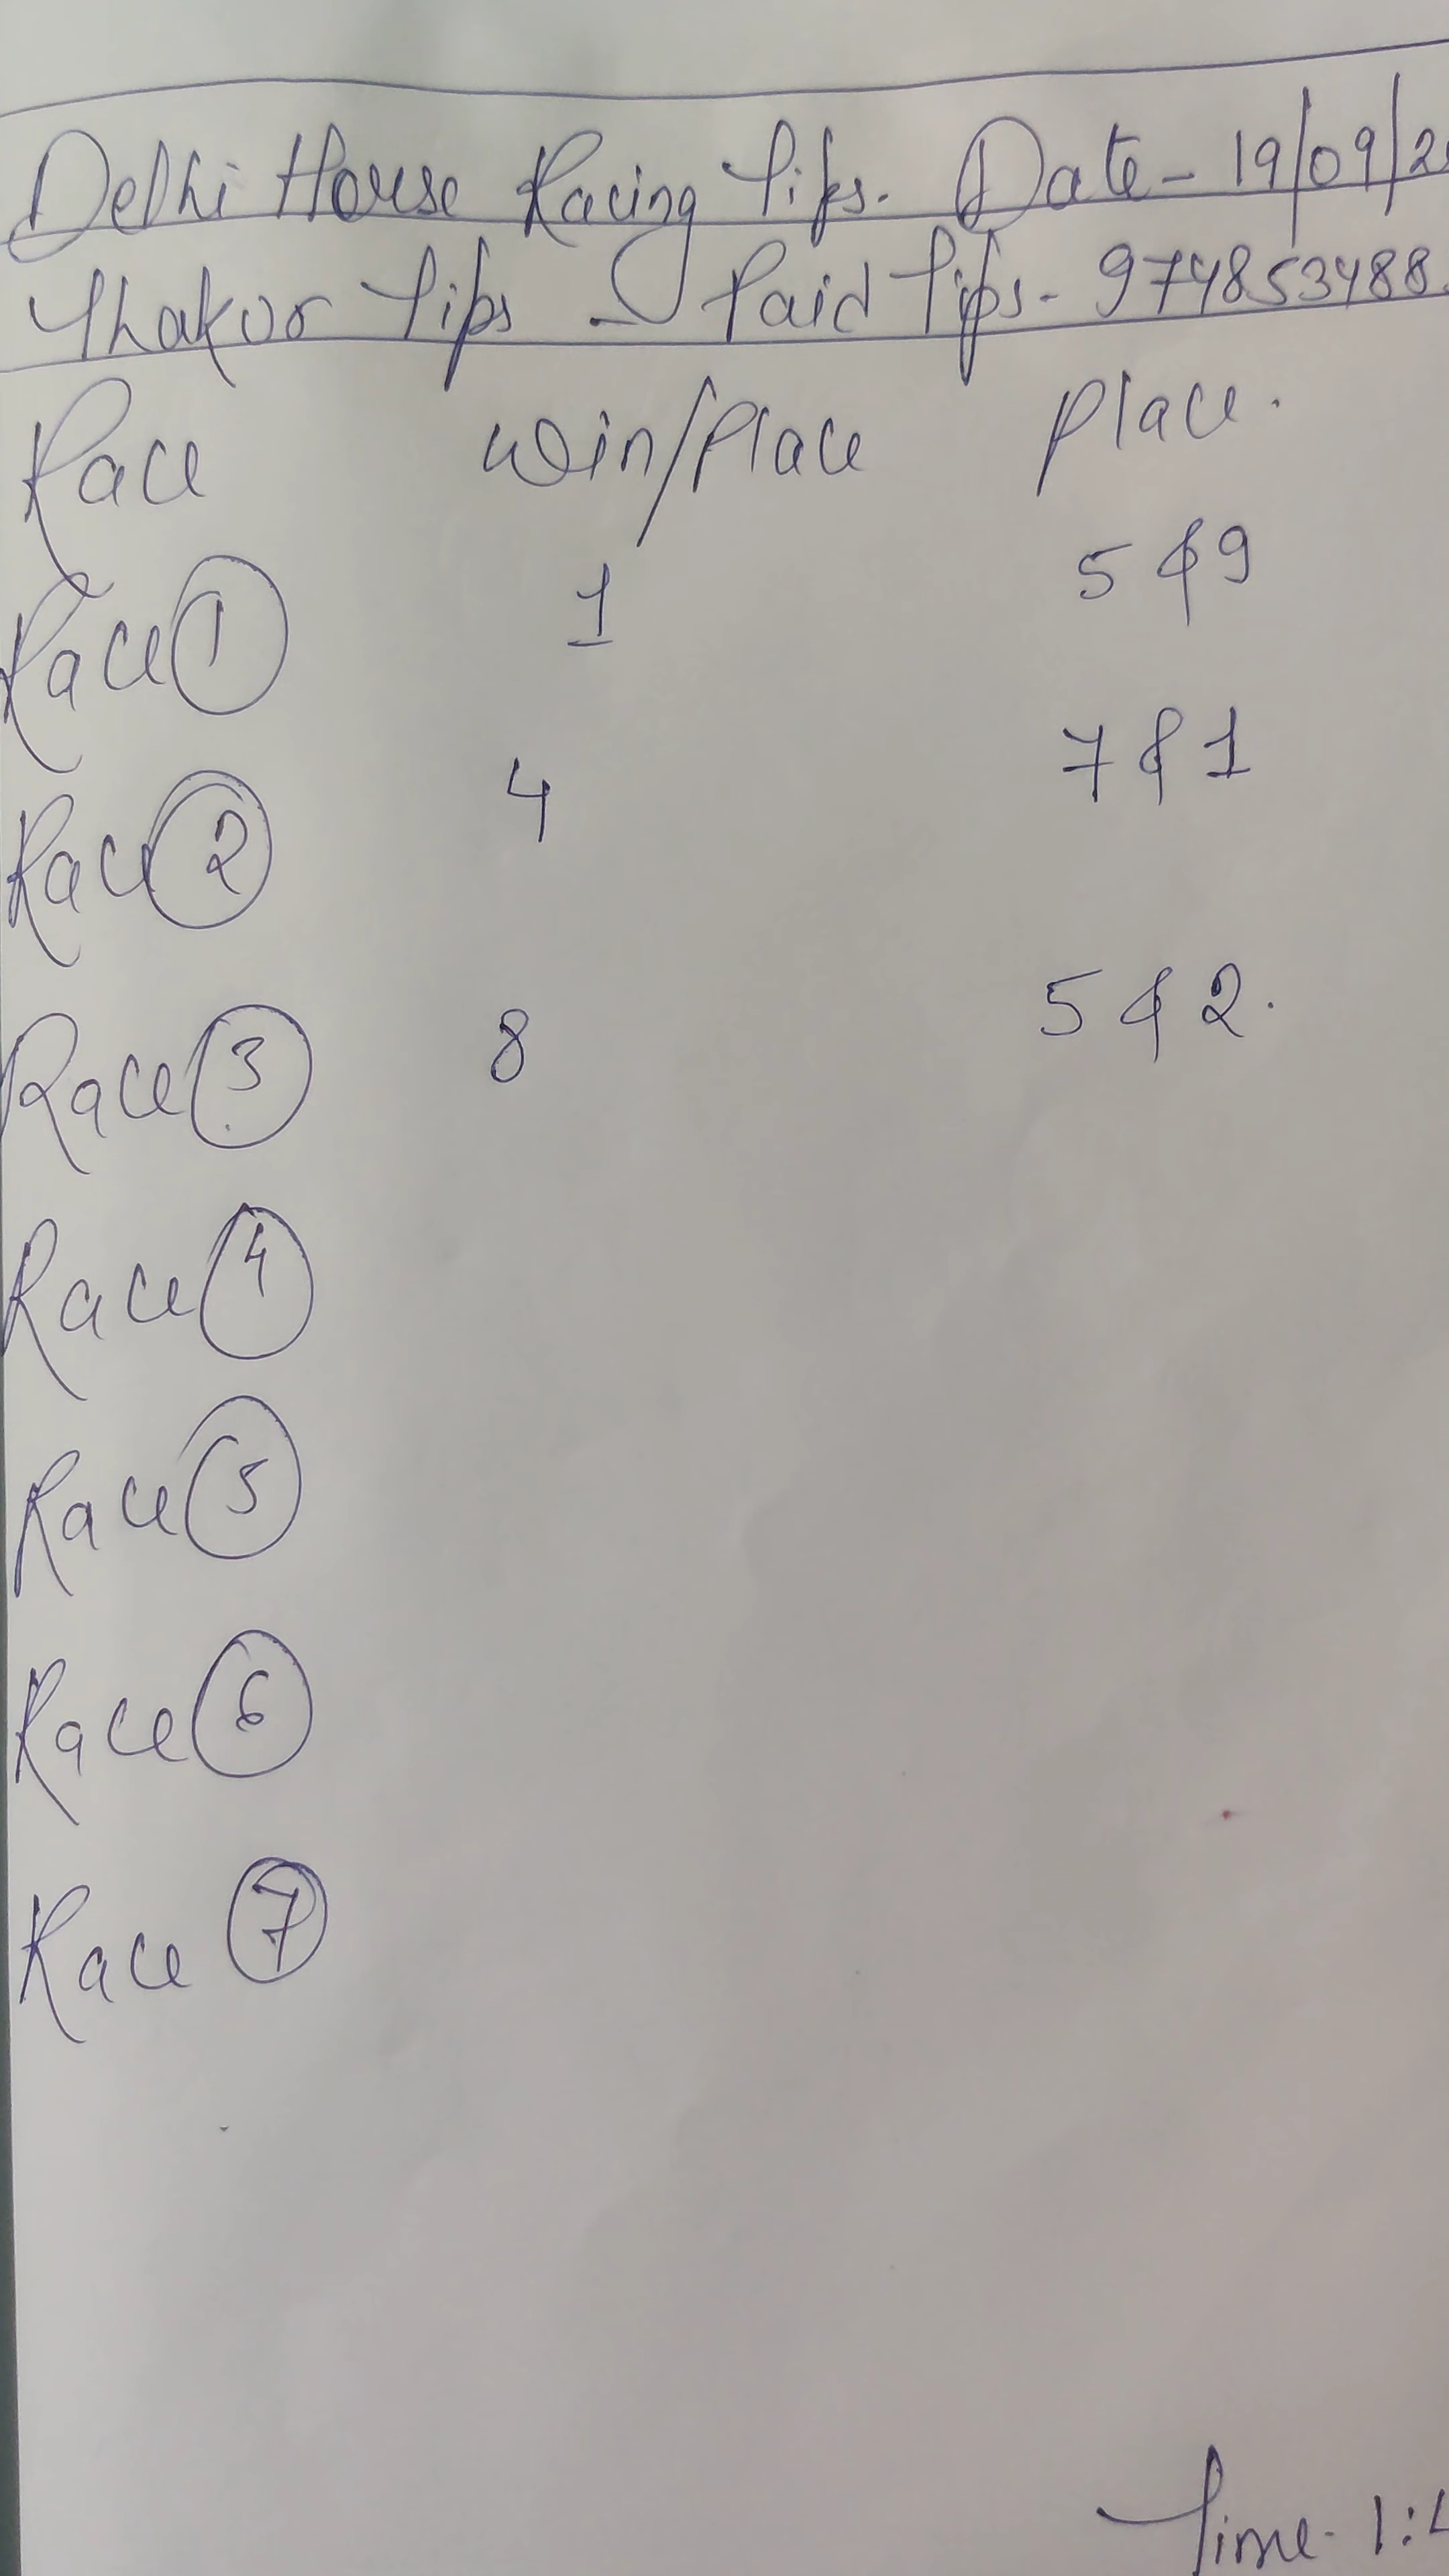 Delhi Horse Racing Tips. Date - 19/09/2
Thakur Tips - Paid Tips - 974853488
Race Win/Place Place.
Race 1 1 5 & 9
Race 2 4 7 & 1
Race 3 8 5 & 2.
Race 4
Race 5
Race 6
Race 7
Time - 1:4